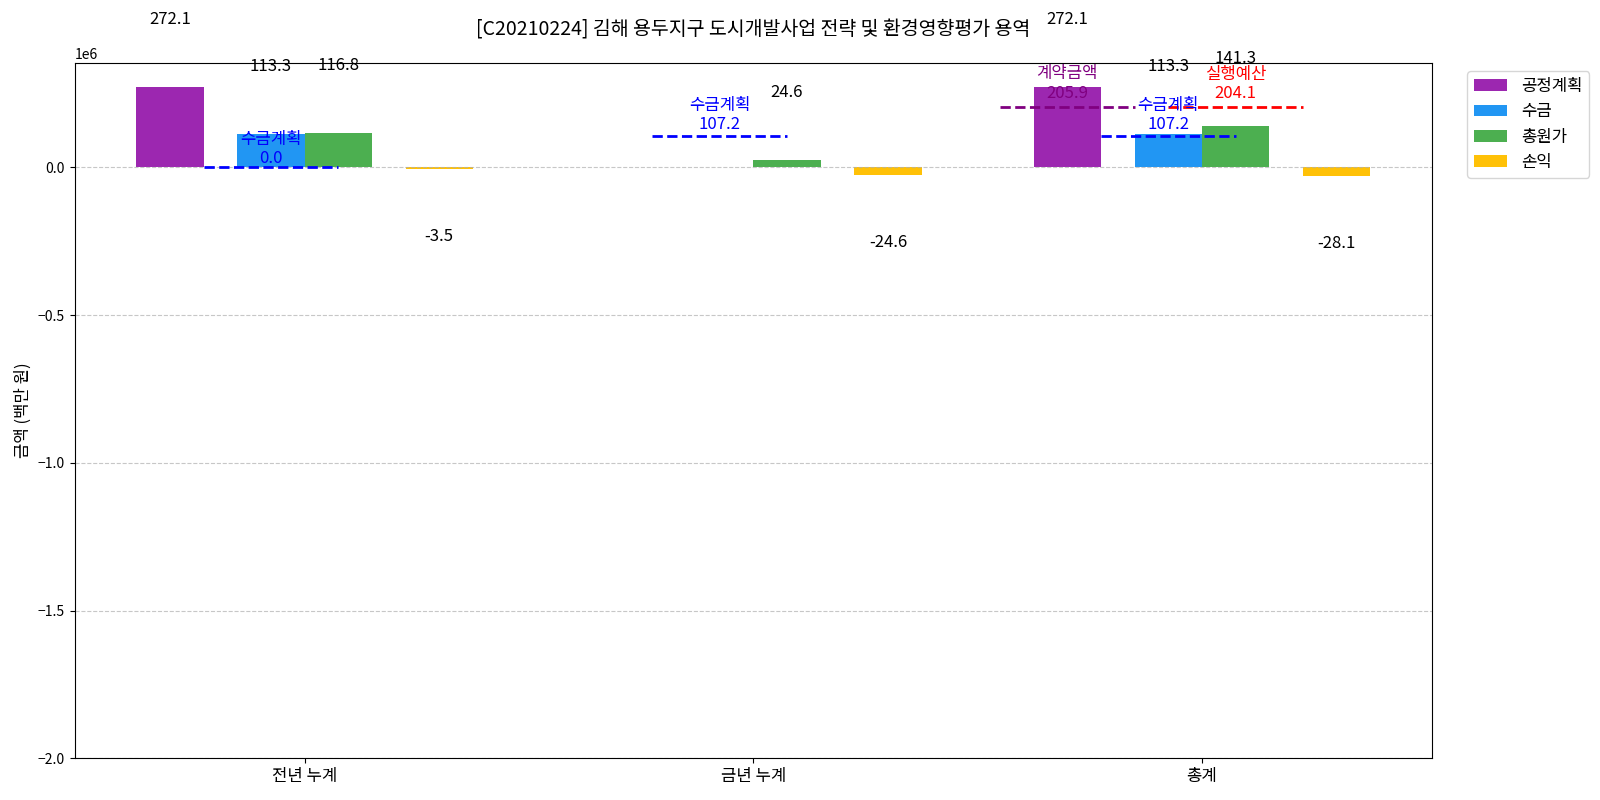 [C20210224] 김해 용두지구 도시개발사업 전략 및 환경영향평가 용역
1e6
272.1
113.3
116.8
수금계획
0.0
-3.5
수금계획
107.2
24.6
-24.6
272.1
계약금액
205.9
113.3
수금계획
107.2
141.3
실행예산
204.1
-28.1
공정계획
수금
총원가
손익
0.0
−0.5
−1.0
−1.5
−2.0
금액 (백만 원)
전년 누계
금년 누계
총계